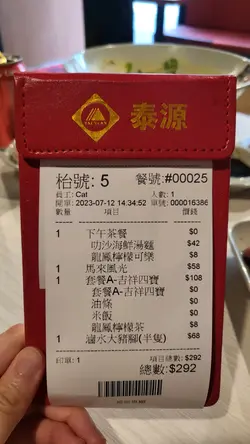 泰源
枱號: 5 餐號:#00025
員工: Cat 人數: 1
開單: 2023-07-12 14:34:52 單號: 000016386
數量 項目 價錢
1 下午茶餐 $0
叻沙海鮮湯麵 $42
龍鳳檸檬可樂 $8
1 馬來風光 $58
1 套餐A-吉祥四寶 $108
套餐A-吉祥四寶 $0
油條 $0
米飯 $0
龍鳳檸檬茶 $8
1 滷水大豬腳(半隻) $68
印單: 1 項目總數: $292
總數: $292